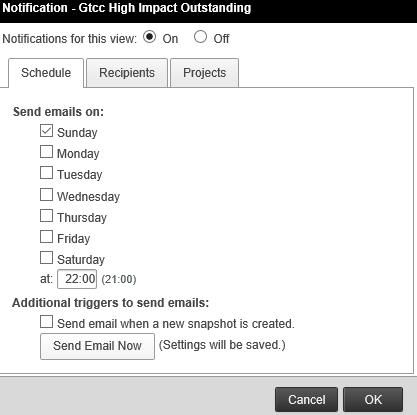 Notification - Gtcc High Impact Outstanding
Notifications for this view: On Off
Schedule Recipients Projects
Send emails on:
Sunday
Monday
Tuesday
Wednesday
Thursday
Friday
Saturday
at: 22:00 (21:00)
Additional triggers to send emails:
Send email when a new snapshot is created.
Send Email Now (Settings will be saved.)
Cancel OK